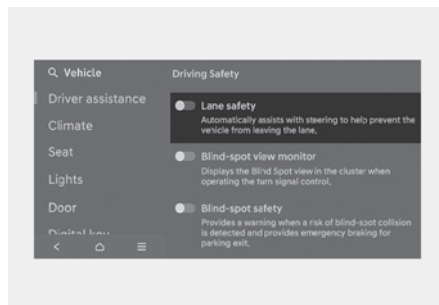 Vehicle
Driving Safety
Driver assistance
Climate
Seat
Lights
Door
Digital key
Lane safety
Automatically assists with steering to help prevent the
vehicle from leaving the lane.
Blind-spot view monitor
Displays the Blind Spot view in the cluster when
operating the turn signal control.
Blind-spot safety
Provides a warning when a risk of blind-spot collision
is detected and provides emergency braking for
parking exit.